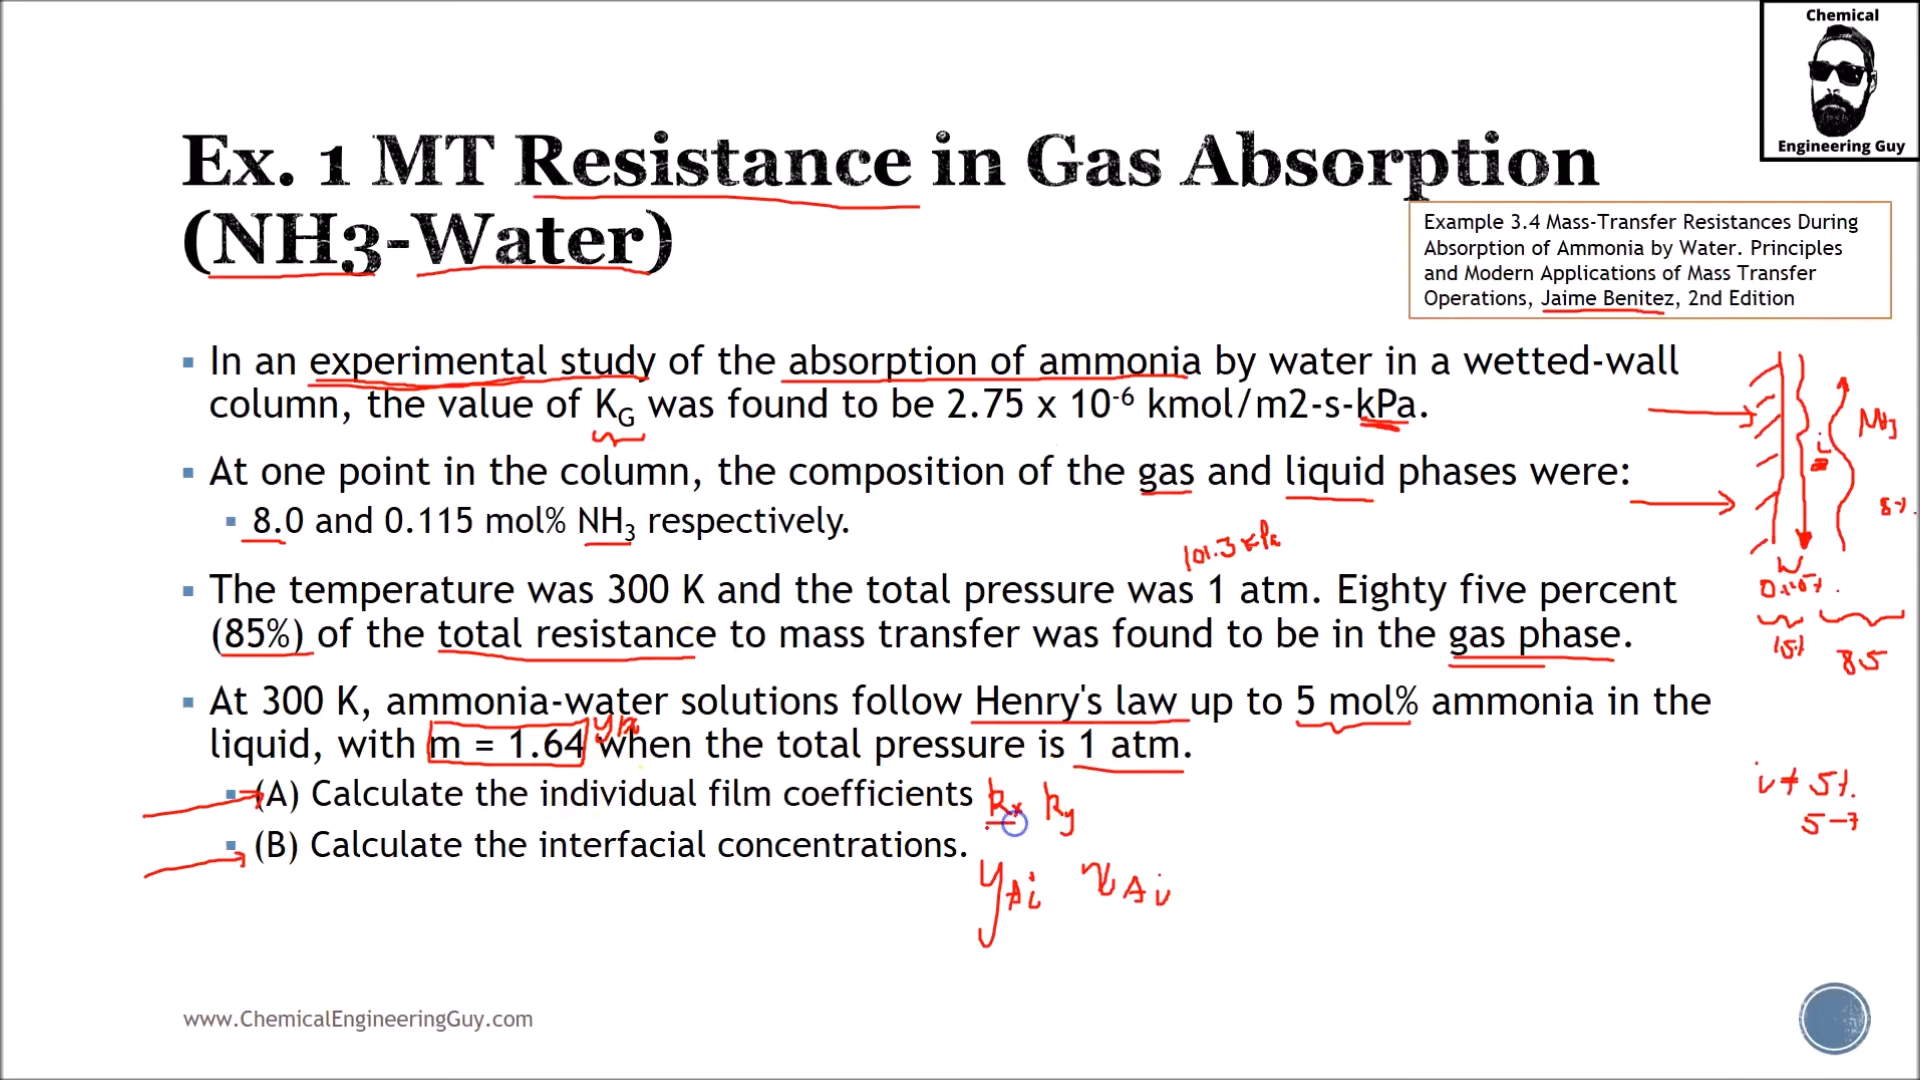 Chemical
Engineering Guy
Ex. 1 MT Resistance in Gas Absorption
(NH3-Water)
Example 3.4 Mass-Transfer Resistances During
Absorption of Ammonia by Water. Principles
and Modern Applications of Mass Transfer
Operations, Jaime Benitez, 2nd Edition
In an experimental study of the absorption of ammonia by water in a wetted-wall
column, the value of K_G was found to be 2.75 x 10^-6 kmol/m2-s-kPa.
NH3
i
At one point in the column, the composition of the gas and liquid phases were:
8.0 and 0.115 mol% NH₃ respectively.
8%.
101.3 kPa
W
The temperature was 300 K and the total pressure was 1 atm. Eighty five percent
(85%) of the total resistance to mass transfer was found to be in the gas phase.
15%
85
At 300 K, ammonia-water solutions follow Henry's law up to 5 mol% ammonia in the
liquid, with m = 1.64 when the total pressure is 1 atm.
(A) Calculate the individual film coefficients kx ky
(B) Calculate the interfacial concentrations.
yAi xAi
www.ChemicalEngineeringGuy.com